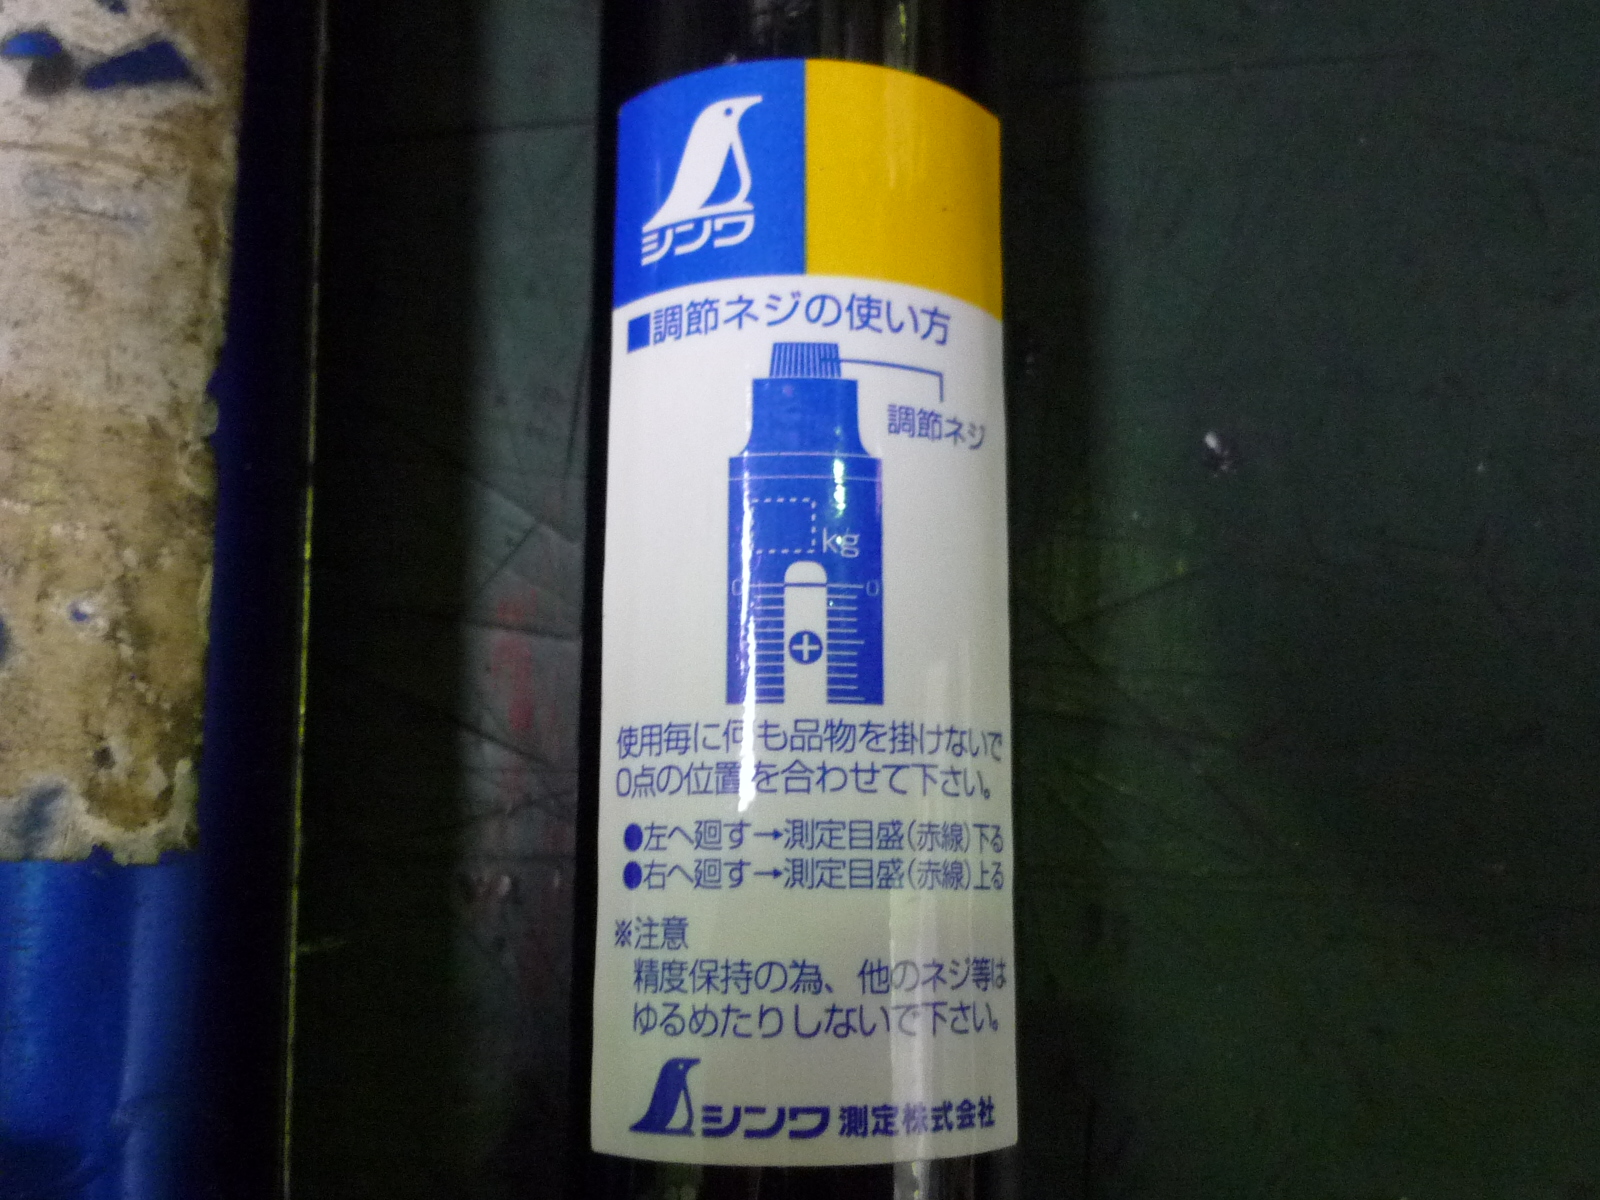 シンワ
■調節ネジの使い方
調節ネジ
kg
0 0
使用毎に何も品物を掛けないで
0点の位置を合わせて下さい。
●左へ廻す→測定目盛(赤線)下る
●右へ廻す→測定目盛(赤線)上る
※注意
精度保持の為、他のネジ等は
ゆるめたりしないで下さい。
シンワ測定株式会社